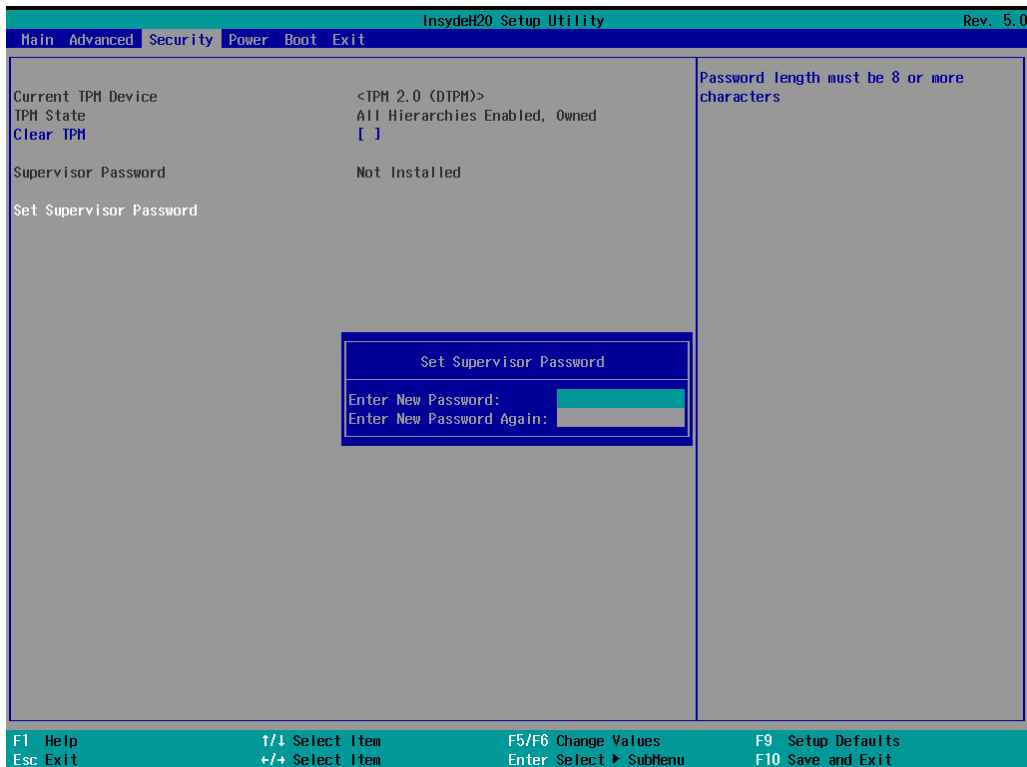 InsydeH2O Setup Utility Rev. 5.0
Main Advanced Security Power Boot Exit
Current TPM Device <TPM 2.0 (DTPM)>
TPM State All Hierarchies Enabled, Owned
Clear TPM [ ]
Supervisor Password Not Installed
Set Supervisor Password
Password length must be 8 or more
characters
Set Supervisor Password
Enter New Password:
Enter New Password Again:
F1 Help ↑/↓ Select Item F5/F6 Change Values F9 Setup Defaults
Esc Exit ←/→ Select Item Enter Select ▶ SubMenu F10 Save and Exit